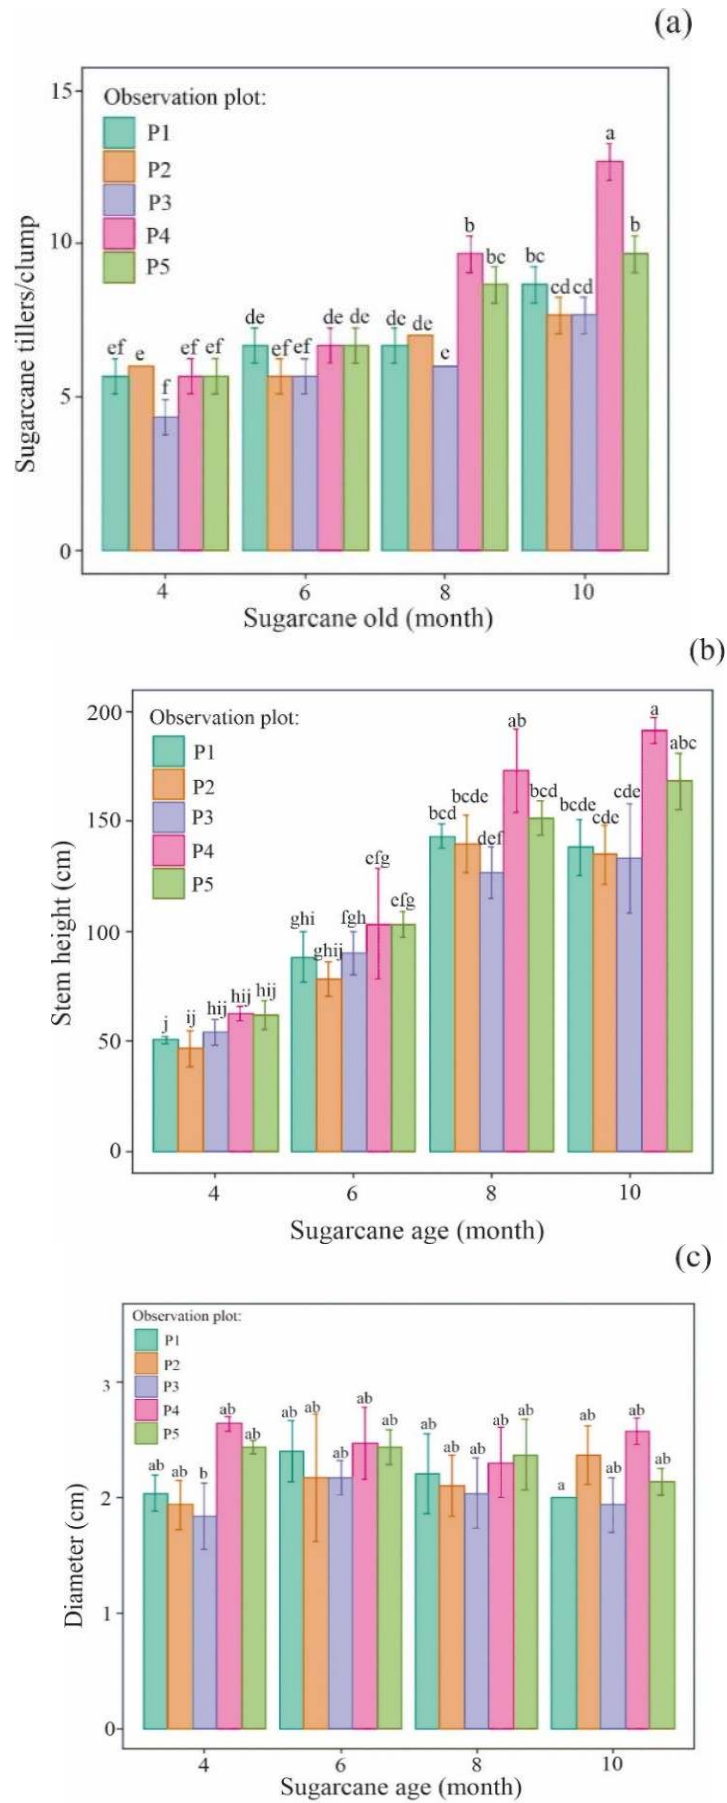 (a)
Observation plot:
P1
P2
P3
P4
P5
15
10
5
0
Sugarcane tillers/clump
ef e f ef ef
de ef ef de de
de de e b bc
bc cd cd a b
4 6 8 10
Sugarcane old (month)
(b)
Observation plot:
P1
P2
P3
P4
P5
200
150
100
50
0
Stem height (cm)
j ij hij hij hij
ghi ghij fgh efg efg
bcd bcde def ab bcd
bcde cde cde a abc
4 6 8 10
Sugarcane age (month)
(c)
Observation plot:
P1
P2
P3
P4
P5
3
2
1
0
Diameter (cm)
ab ab b ab ab
ab ab ab ab ab
ab ab ab ab ab
a ab ab ab ab
4 6 8 10
Sugarcane age (month)